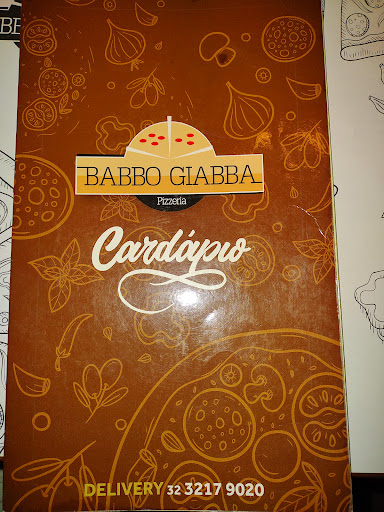 BABBO GIABBA
Pizzeria
Cardápio
DELIVERY 32 3217 9020